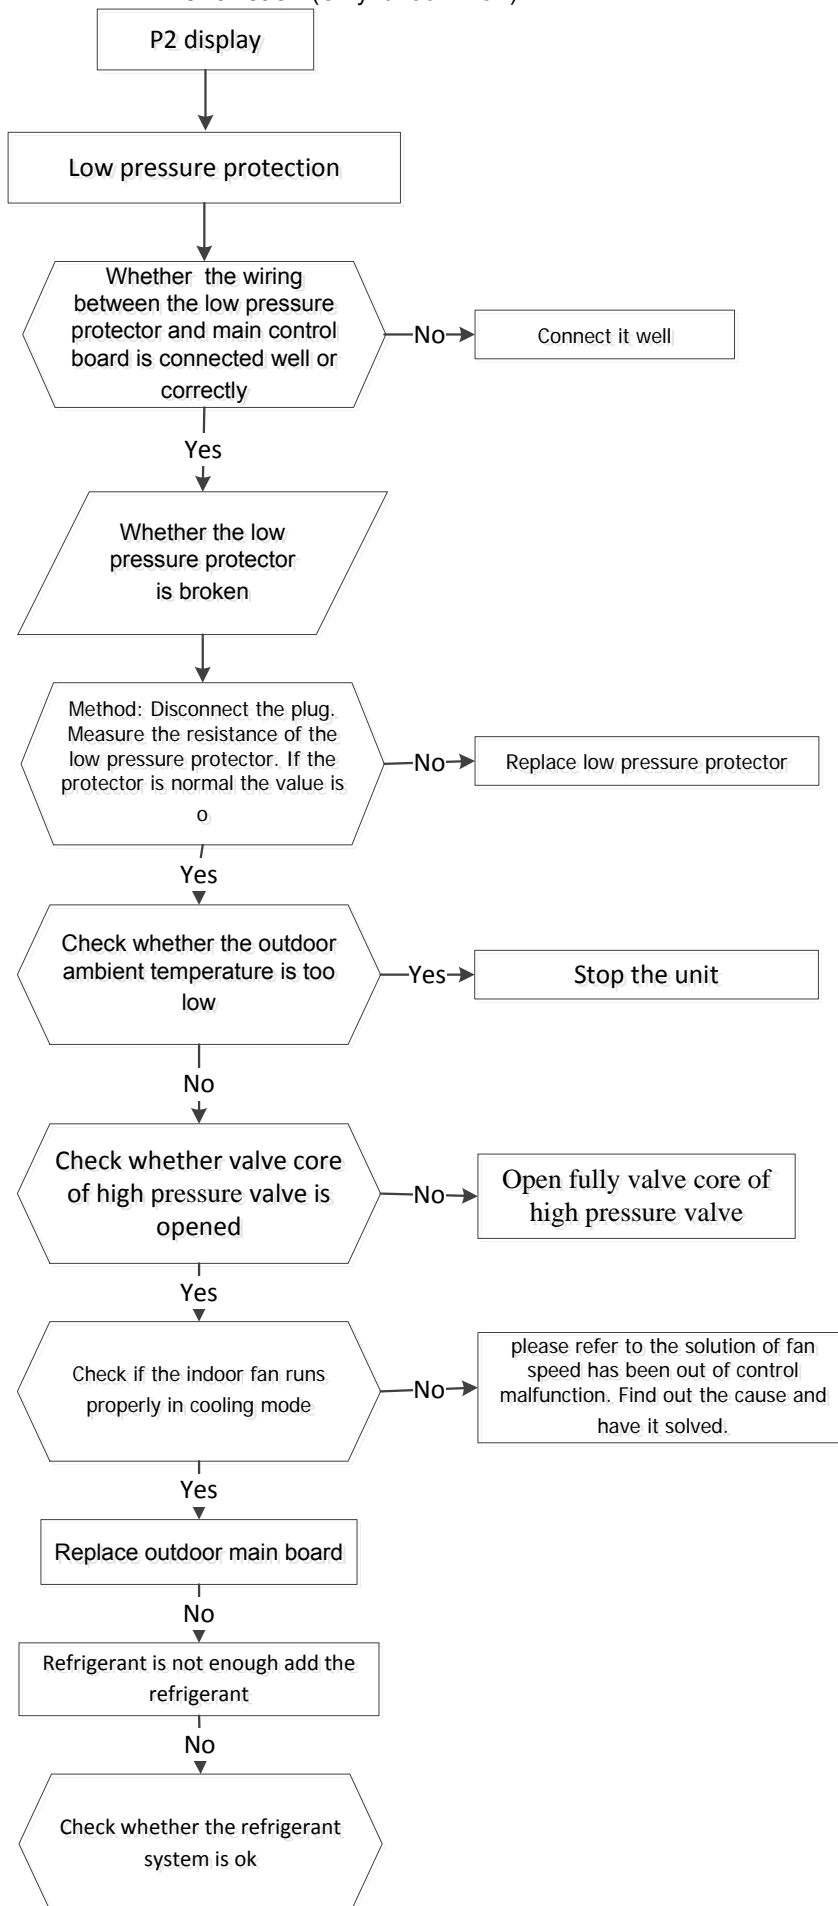 P2 display
Low pressure protection
Whether the wiring
between the low pressure
protector and main control
board is connected well or
correctly
No
Connect it well
Yes
Whether the low
pressure protector
is broken
Method: Disconnect the plug.
Measure the resistance of the
low pressure protector. If the
protector is normal the value is
o
No
Replace low pressure protector
Yes
Check whether the outdoor
ambient temperature is too
low
Yes
Stop the unit
No
Check whether valve core
of high pressure valve is
opened
No
Open fully valve core of
high pressure valve
Yes
Check if the indoor fan runs
properly in cooling mode
No
please refer to the solution of fan
speed has been out of control
malfunction. Find out the cause and
have it solved.
Yes
Replace outdoor main board
No
Refrigerant is not enough add the
refrigerant
No
Check whether the refrigerant
system is ok